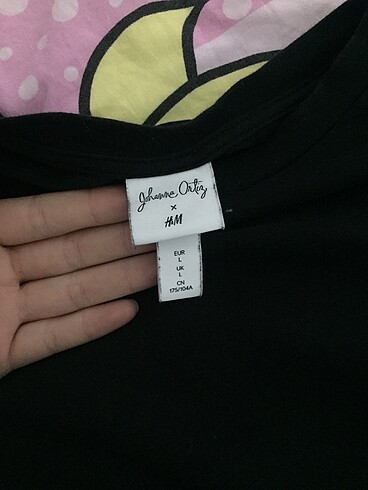 Johanna Ortiz
x
H&M
EUR
L
UK
L
CN
175/104A